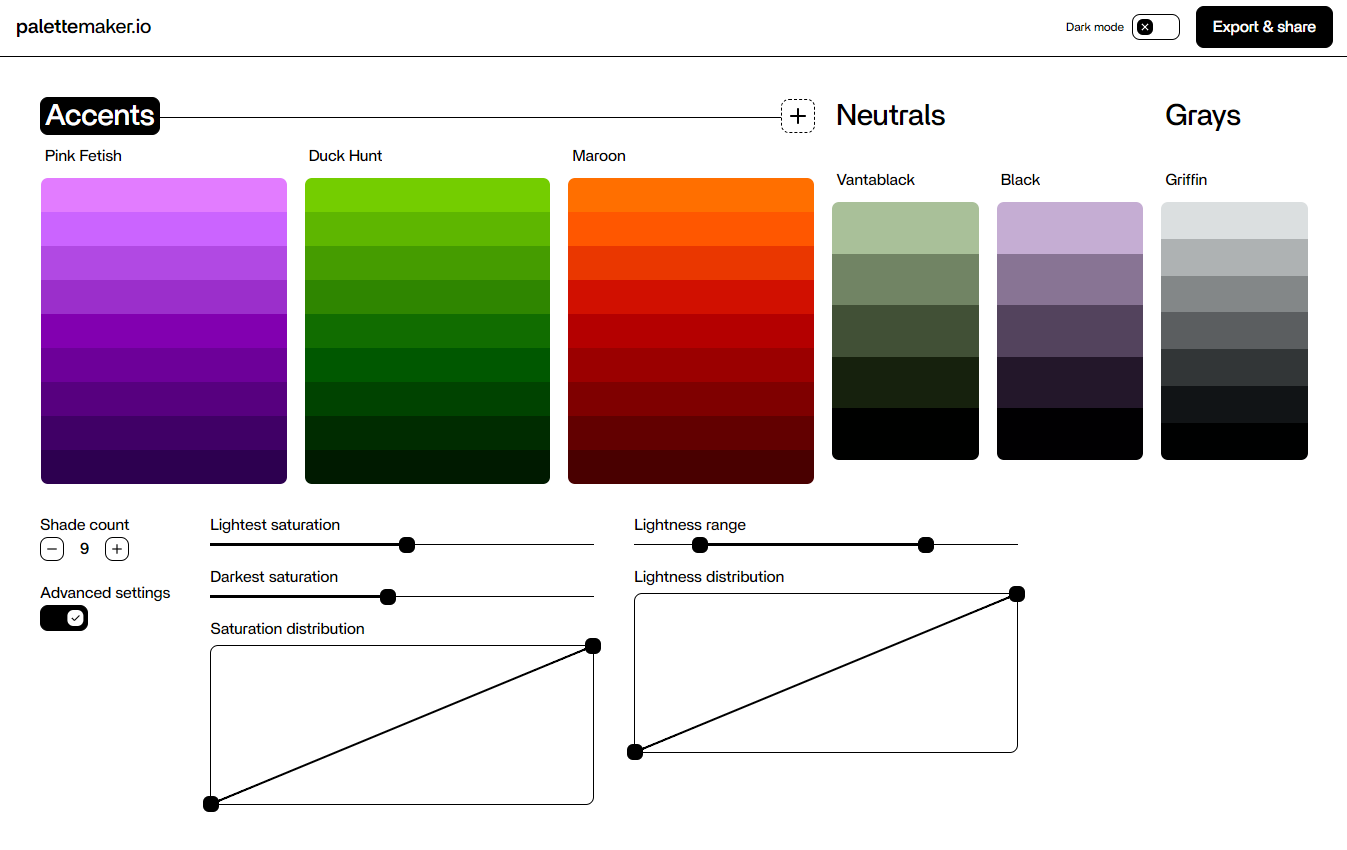 palettemaker.io
Dark mode
Export & share
Accents
Neutrals
Grays
Pink Fetish
Duck Hunt
Maroon
Vantablack
Black
Griffin
Shade count
9
Advanced settings
Lightest saturation
Darkest saturation
Saturation distribution
Lightness range
Lightness distribution